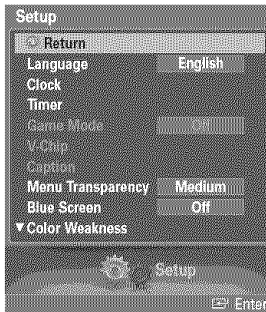 Setup
Return
Language English
Clock
Timer
Game Mode Off
V-Chip
Caption
Menu Transparency Medium
Blue Screen Off
▼ Color Weakness
Setup
Enter